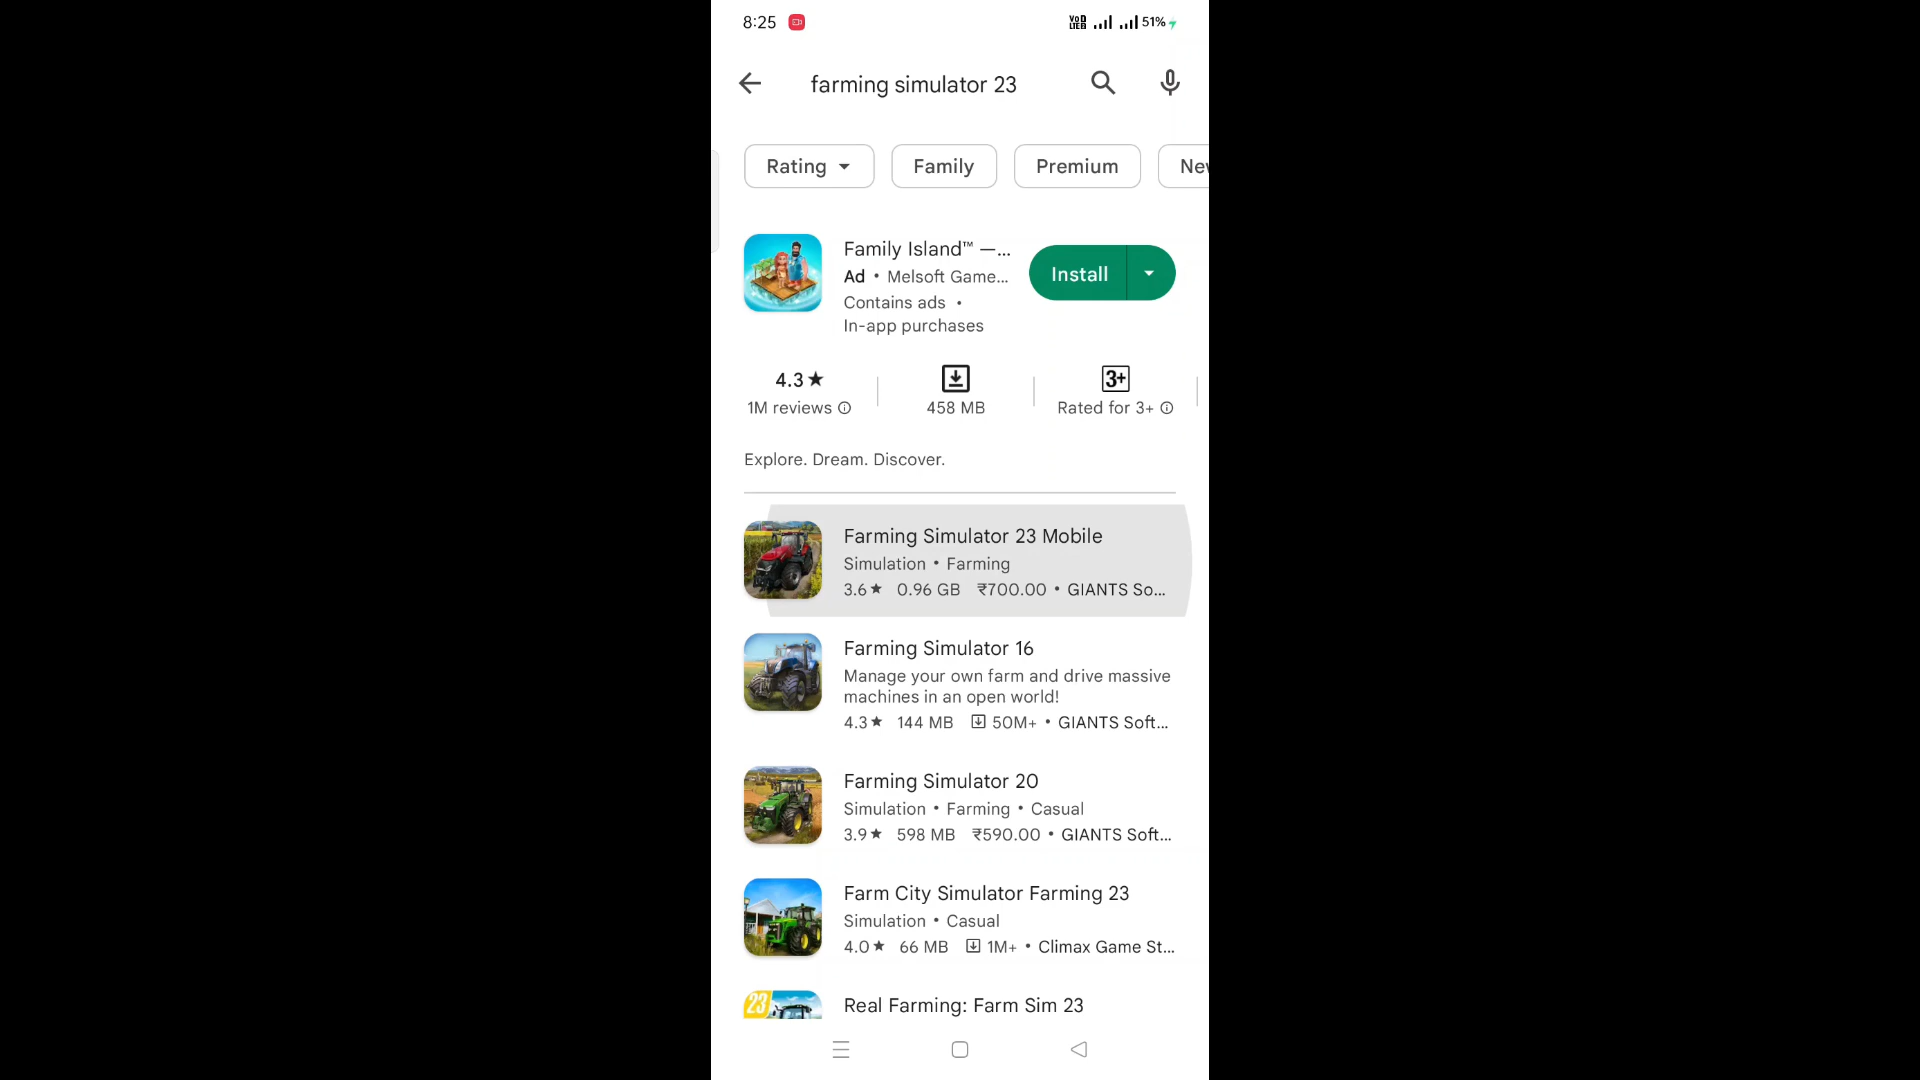 8:25 51%
farming simulator 23
Rating Family Premium Nev
Family Island™ —...
Ad • Melsoft Game...
Contains ads •
In-app purchases
Install
4.3★ 3+
1M reviews 458 MB Rated for 3+
Explore. Dream. Discover.
Farming Simulator 23 Mobile
Simulation • Farming
3.6★ 0.96 GB ₹700.00 • GIANTS So...
Farming Simulator 16
Manage your own farm and drive massive
machines in an open world!
4.3★ 144 MB 50M+ • GIANTS Soft...
Farming Simulator 20
Simulation • Farming • Casual
3.9★ 598 MB ₹590.00 • GIANTS Soft...
Farm City Simulator Farming 23
Simulation • Casual
4.0★ 66 MB 1M+ • Climax Game St...
23
Real Farming: Farm Sim 23